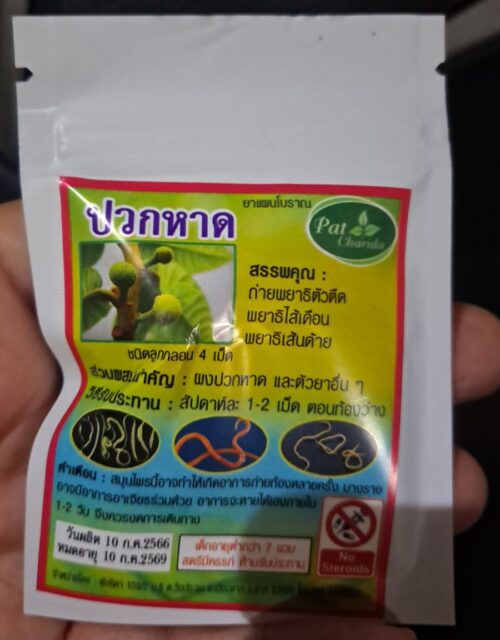 ยาแผนโบราณ
ปวกหาด
Pat
Charida
สรรพคุณ :
ถ่ายพยาธิตัวตืด
พยาธิไส้เดือน
พยาธิเส้นด้าย
ชนิดลูกกลอน 4 เม็ด
ส่วนผสมสำคัญ : ผงปวกหาด และตัวยาอื่น ๆ
วิธีรับประทาน : สัปดาห์ละ 1-2 เม็ด ตอนท้องว่าง
คำเตือน : สมุนไพรนี้อาจทำให้เกิดอาการถ่ายท้องหลายครั้ง บางราย
อาจมีอาการอาเจียรร่วมด้วย อาการจะหายได้เองภายใน
1-2 วัน จึงควรงดการเดินทาง
วันผลิต 10 ก.ค.2566
หมดอายุ 10 ก.ค.2569
เด็กอายุต่ำกว่า 7 ขวบ
สตรีมีครรภ์ ห้ามรับประทาน
No
Steroids